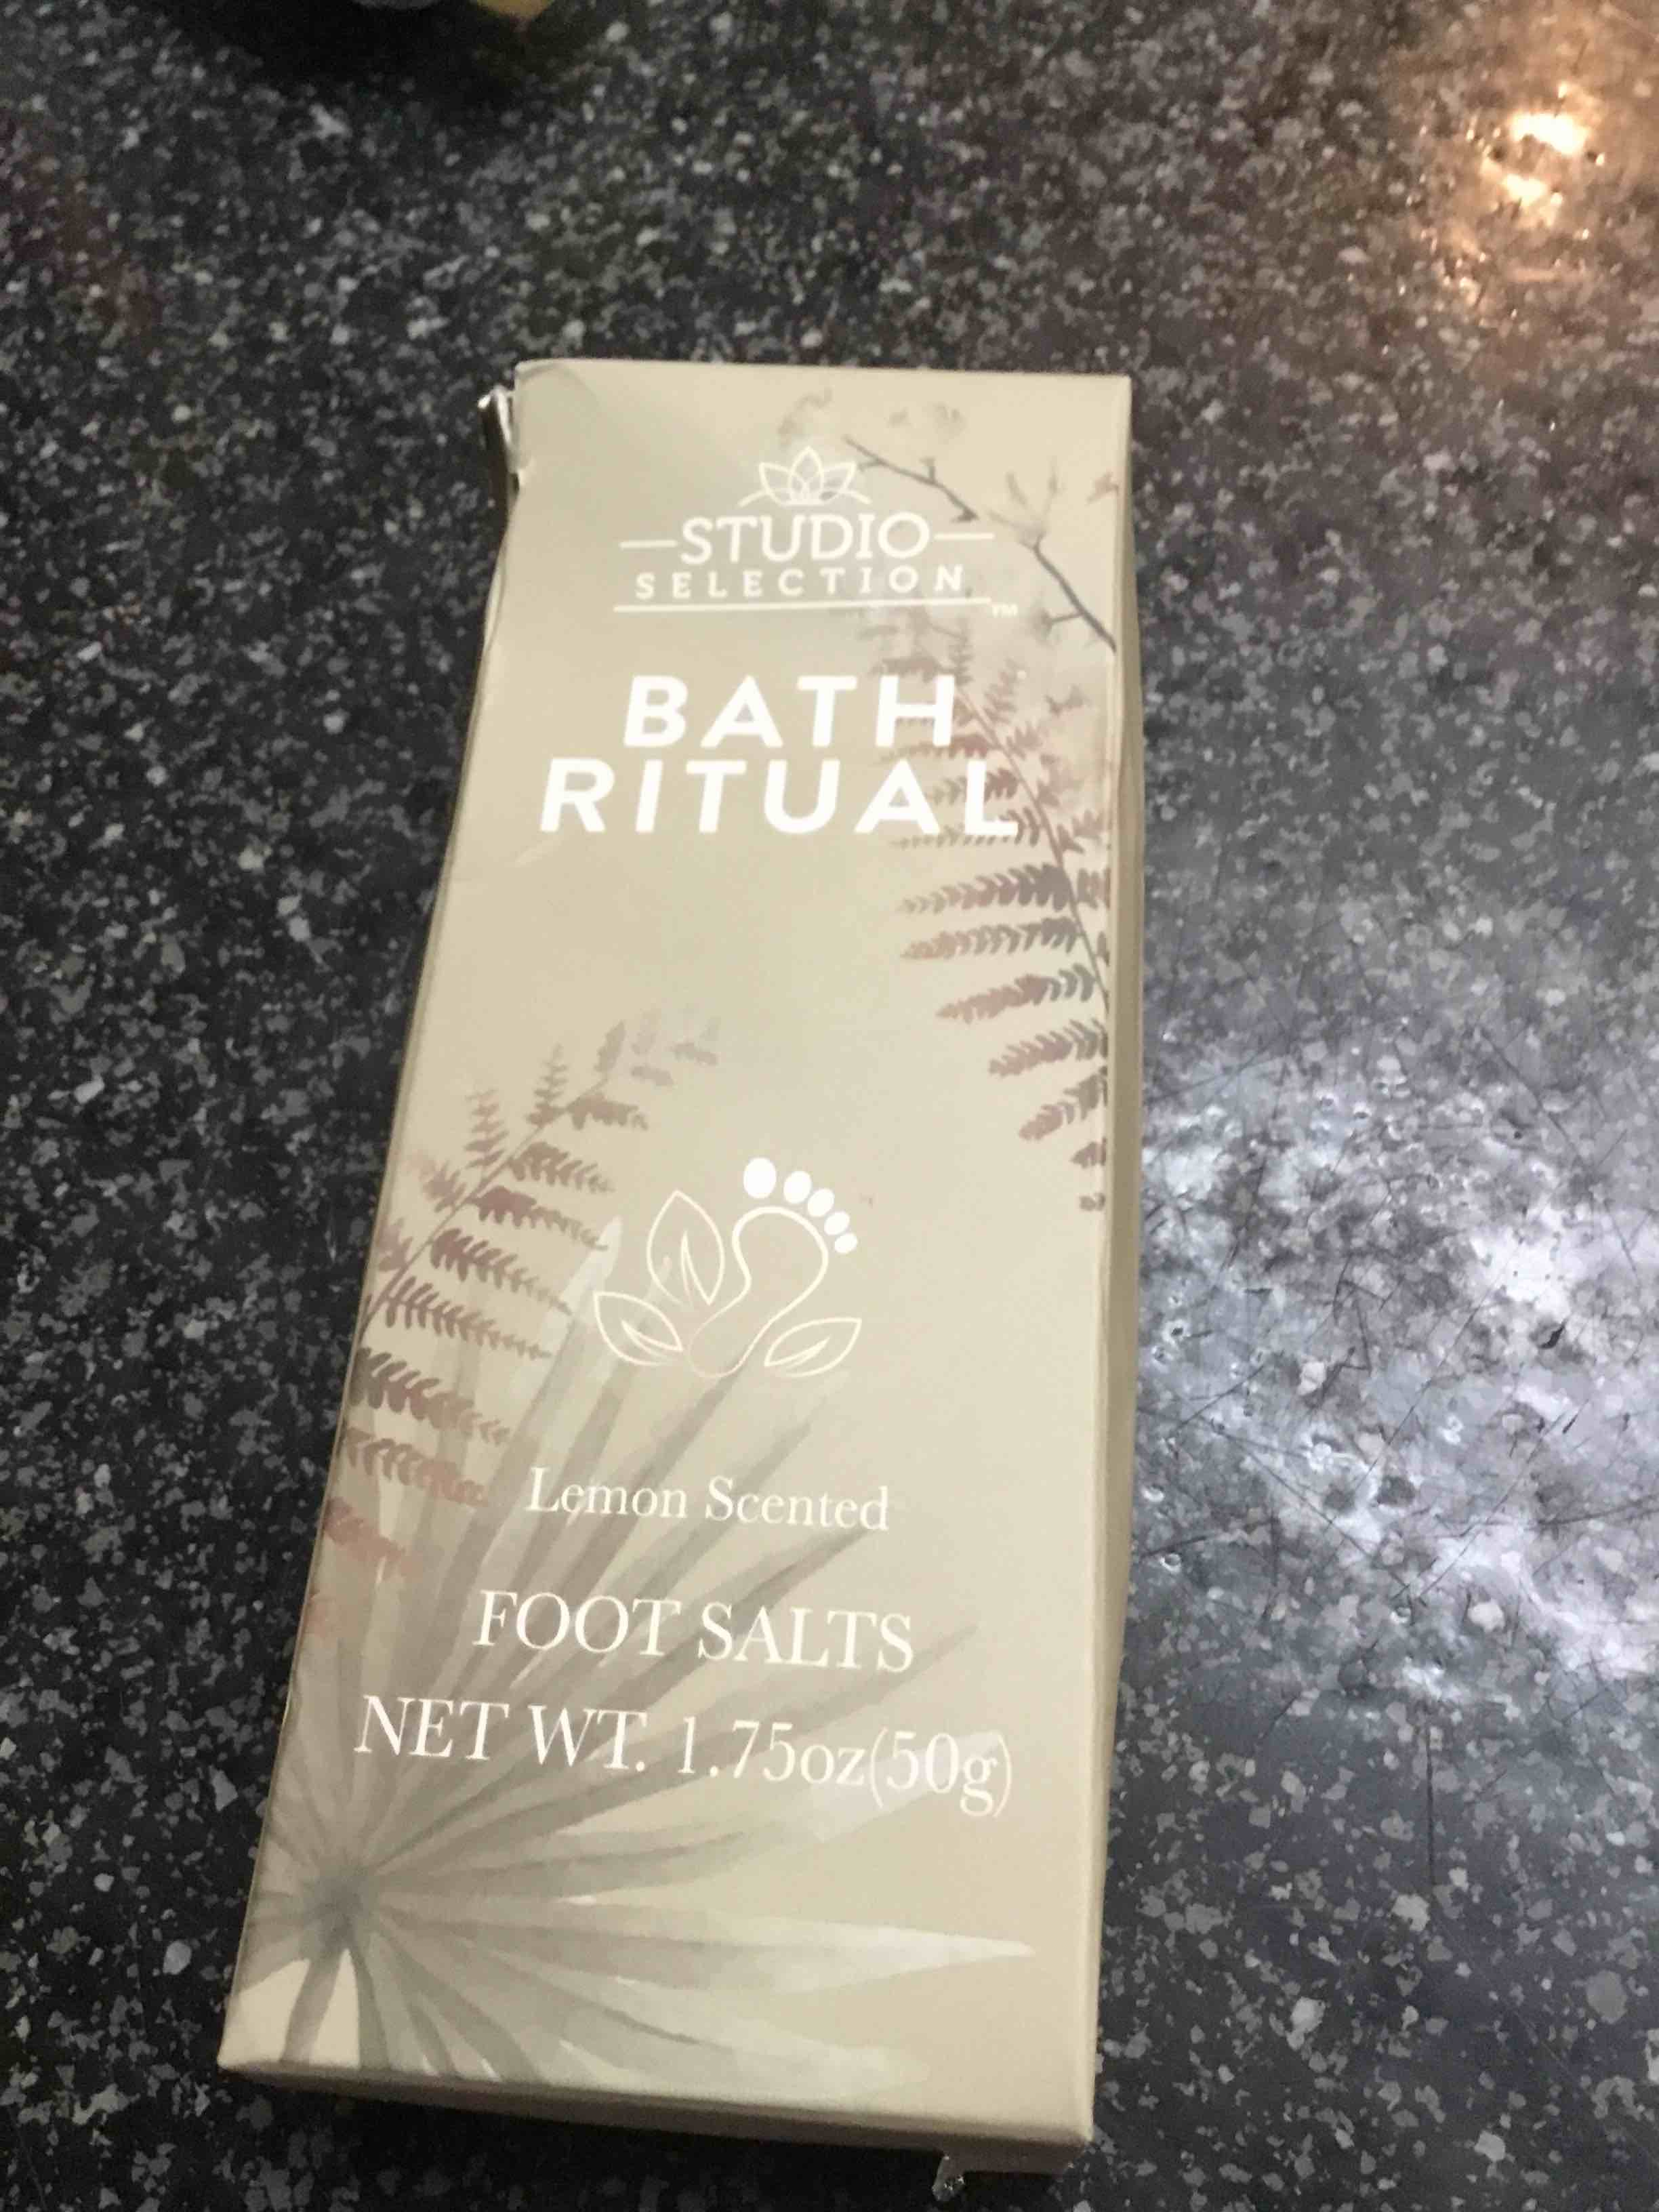 STUDIO
SELECTION
TM
BATH
RITUAL
Lemon Scented
FOOT SALTS
NET WT. 1.75oz(50g)